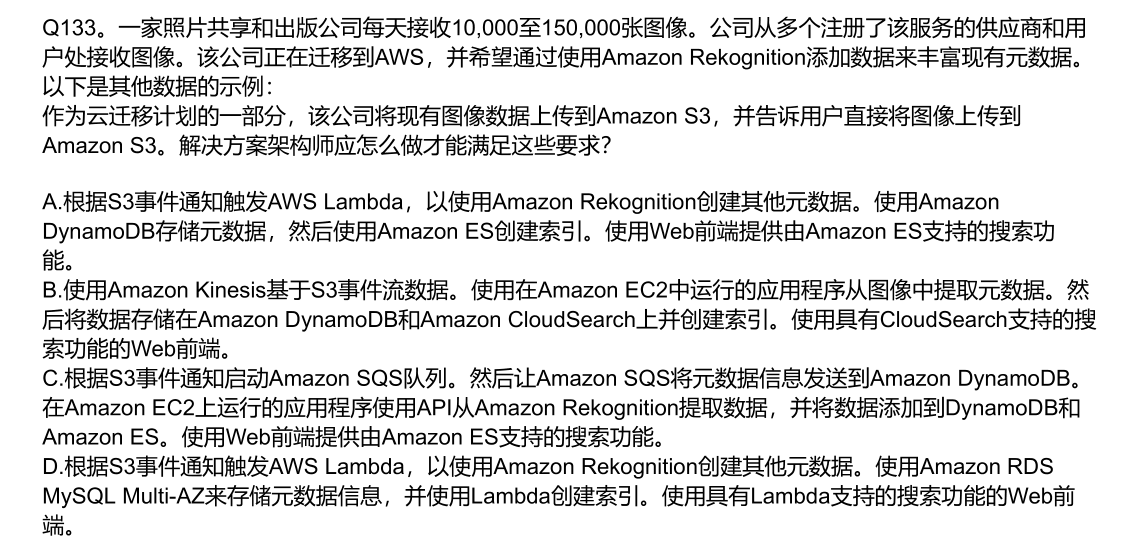 Q133。一家照片共享和出版公司每天接收10,000至150,000张图像。公司从多个注册了该服务的供应商和用
户处接收图像。该公司正在迁移到AWS，并希望通过使用Amazon Rekognition添加数据来丰富现有元数据。
以下是其他数据的示例：
作为云迁移计划的一部分，该公司将现有图像数据上传到Amazon S3，并告诉用户直接将图像上传到
Amazon S3。解决方案架构师应怎么做才能满足这些要求？
A.根据S3事件通知触发AWS Lambda，以使用Amazon Rekognition创建其他元数据。使用Amazon
DynamoDB存储元数据，然后使用Amazon ES创建索引。使用Web前端提供由Amazon ES支持的搜索功
能。
B.使用Amazon Kinesis基于S3事件流数据。使用在Amazon EC2中运行的应用程序从图像中提取元数据。然
后将数据存储在Amazon DynamoDB和Amazon CloudSearch上并创建索引。使用具有CloudSearch支持的搜
索功能的Web前端。
C.根据S3事件通知启动Amazon SQS队列。然后让Amazon SQS将元数据信息发送到Amazon DynamoDB。
在Amazon EC2上运行的应用程序使用API从Amazon Rekognition提取数据，并将数据添加到DynamoDB和
Amazon ES。使用Web前端提供由Amazon ES支持的搜索功能。
D.根据S3事件通知触发AWS Lambda，以使用Amazon Rekognition创建其他元数据。使用Amazon RDS
MySQL Multi-AZ来存储元数据信息，并使用Lambda创建索引。使用具有Lambda支持的搜索功能的Web前
端。